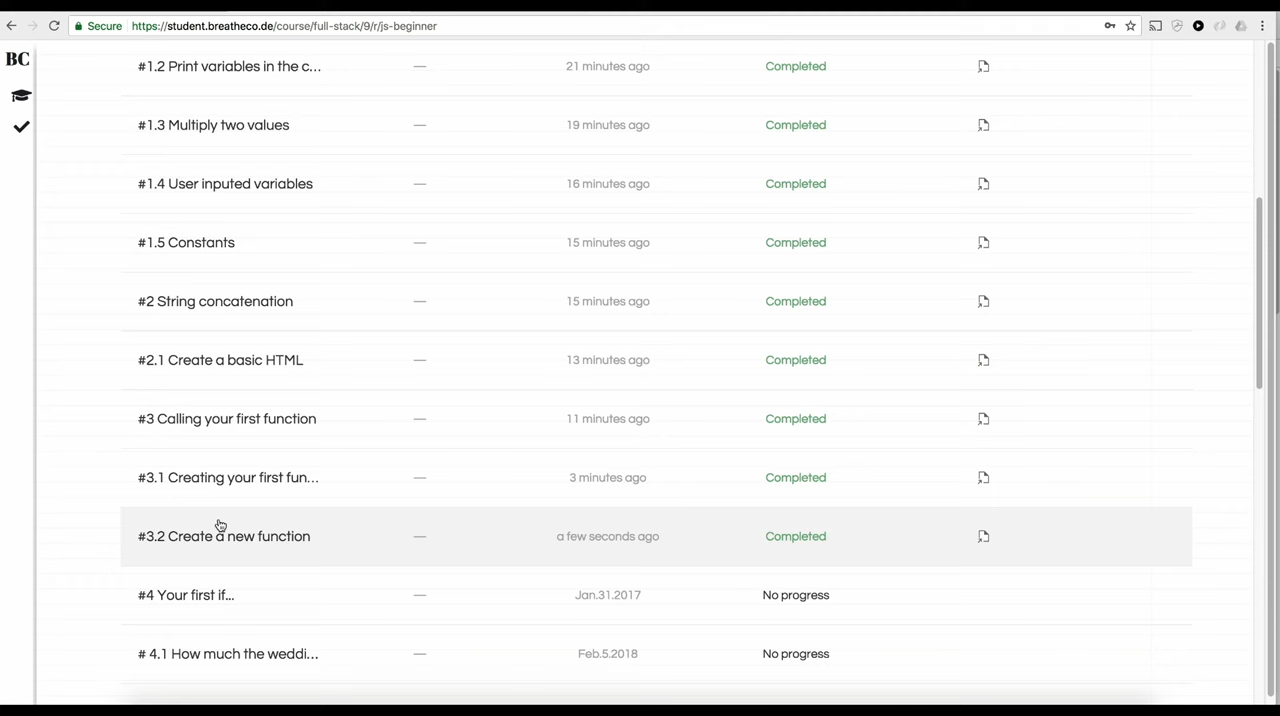 Secure https://student.breatheco.de/course/full-stack/9/r/js-beginner
BC
#1.2 Print variables in the c... — 21 minutes ago Completed
#1.3 Multiply two values — 19 minutes ago Completed
#1.4 User inputed variables — 16 minutes ago Completed
#1.5 Constants — 15 minutes ago Completed
#2 String concatenation — 15 minutes ago Completed
#2.1 Create a basic HTML — 13 minutes ago Completed
#3 Calling your first function — 11 minutes ago Completed
#3.1 Creating your first fun... — 3 minutes ago Completed
#3.2 Create a new function — a few seconds ago Completed
#4 Your first if... — Jan.31.2017 No progress
# 4.1 How much the weddi... — Feb.5.2018 No progress